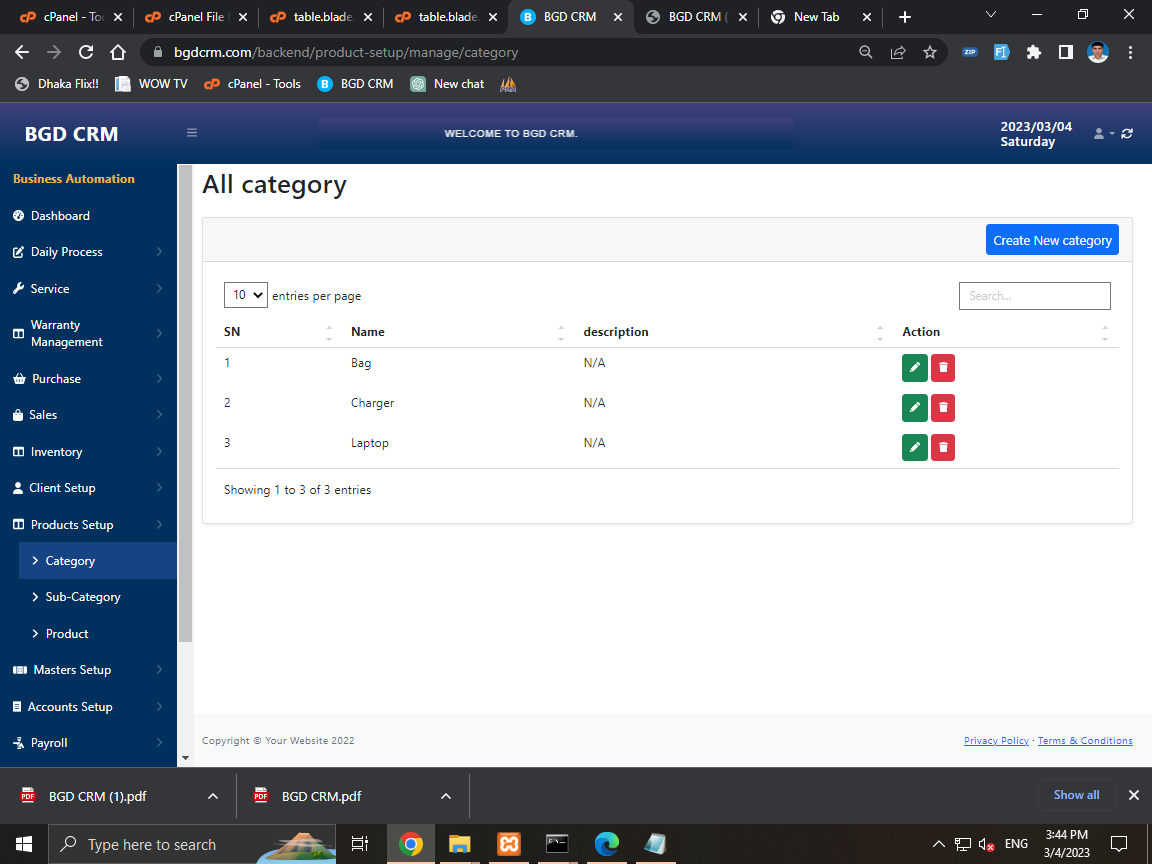 cPanel - Too
cPanel File
table.blade.
table.blade.
BGD CRM
BGD CRM (
New Tab
bgdcrm.com/backend/product-setup/manage/category
ZIP
Dhaka Flix!!
WOW TV
cPanel - Tools
BGD CRM
New chat
BGD CRM
WELCOME TO BGD CRM.
2023/03/04
Saturday
Business Automation
Dashboard
Daily Process
Service
Warranty
Management
Purchase
Sales
Inventory
Client Setup
Products Setup
Category
Sub-Category
Product
Masters Setup
Accounts Setup
Payroll
All category
Create New category
10 entries per page
Search...
SN Name description Action
1 Bag N/A
2 Charger N/A
3 Laptop N/A
Showing 1 to 3 of 3 entries
Copyright © Your Website 2022
Privacy Policy · Terms & Conditions
BGD CRM (1).pdf
BGD CRM.pdf
Show all
Type here to search
ENG
3:44 PM
3/4/2023